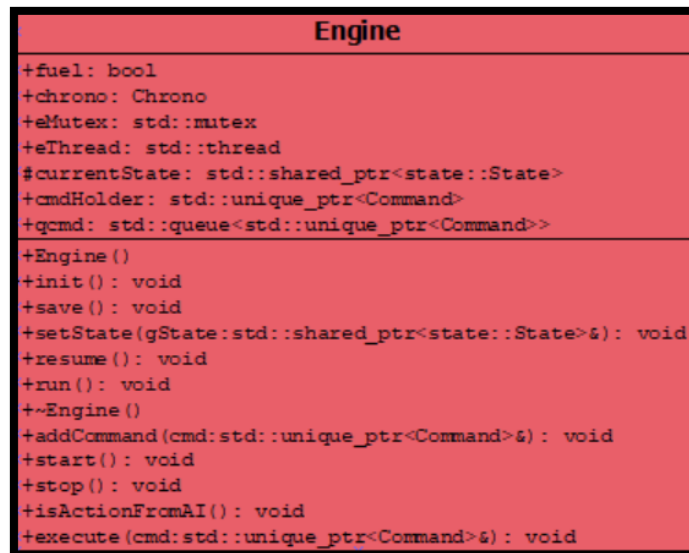 Engine
+fuel: bool
+chrono: Chrono
+eMutex: std::mutex
+eThread: std::thread
#currentState: std::shared_ptr<state::State>
+cmdHolder: std::unique_ptr<Command>
+qcmd: std::queue<std::unique_ptr<Command>>
+Engine()
+init(): void
+save(): void
+setState(gState:std::shared_ptr<state::State>&): void
+resume(): void
+run(): void
+~Engine()
+addCommand(cmd:std::unique_ptr<Command>&): void
+start(): void
+stop(): void
+isActionFromAI(): void
+execute(cmd:std::unique_ptr<Command>&): void